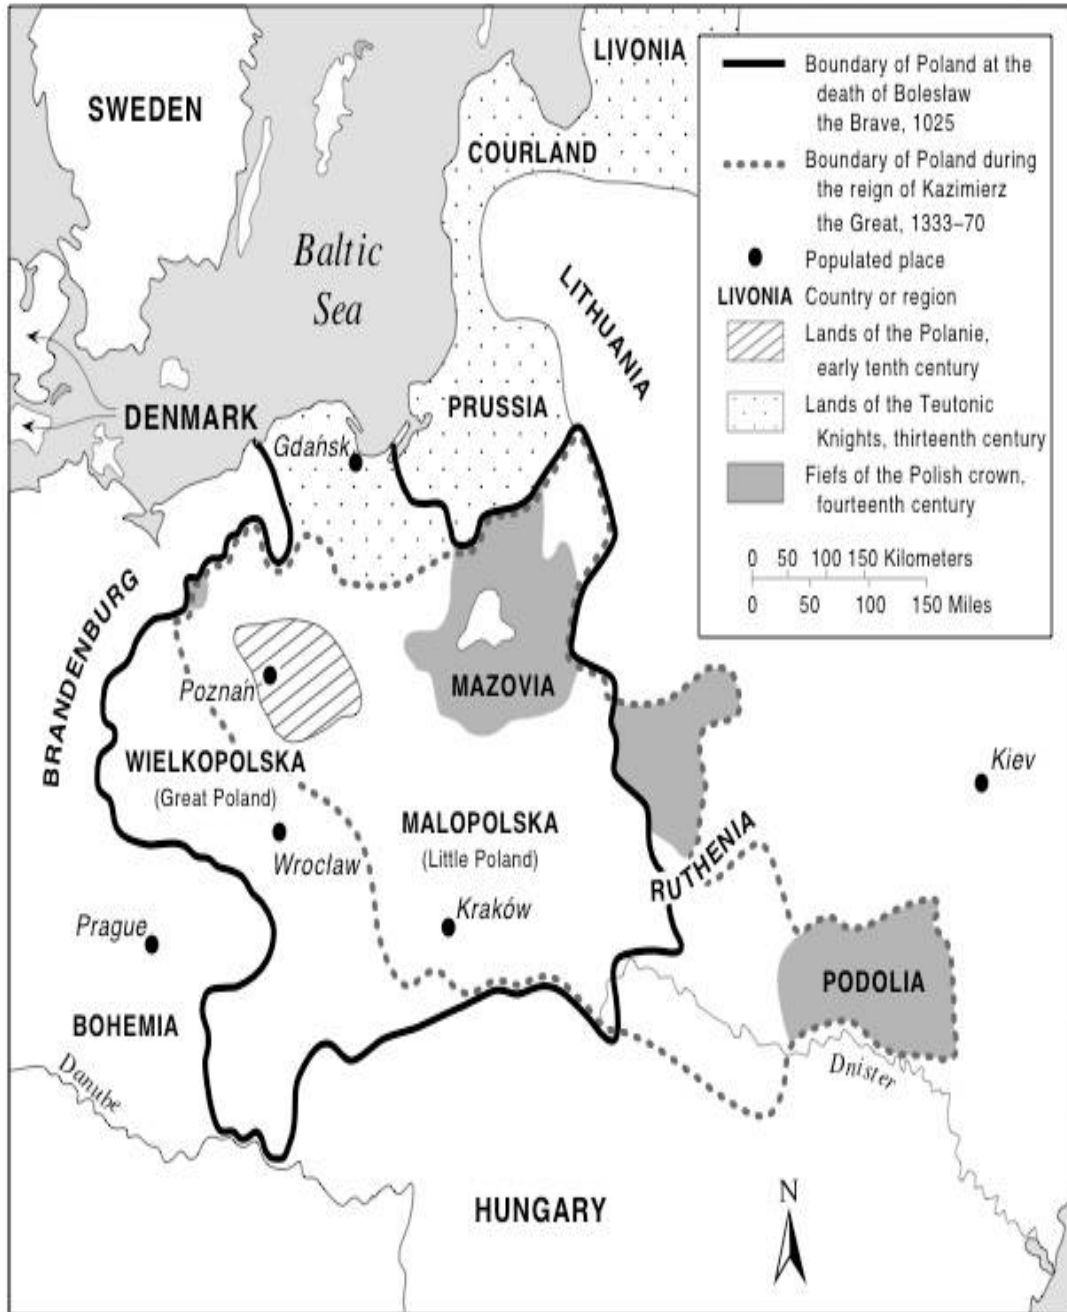 LIVONIA
SWEDEN
COURLAND
Baltic
Sea
LITHUANIA
DENMARK
PRUSSIA
Gdańsk
BRANDENBURG
Poznań
MAZOVIA
WIELKOPOLSKA
(Great Poland)
MALOPOLSKA
(Little Poland)
Wrocław
Kiev
RUTHENIA
Kraków
Prague
PODOLIA
BOHEMIA
Danube
Dnister
HUNGARY
N
Boundary of Poland at the
death of Boleslaw
the Brave, 1025
Boundary of Poland during
the reign of Kazimierz
the Great, 1333–70
Populated place
LIVONIA Country or region
Lands of the Polanie,
early tenth century
Lands of the Teutonic
Knights, thirteenth century
Fiefs of the Polish crown,
fourteenth century
0 50 100 150 Kilometers
0 50 100 150 Miles